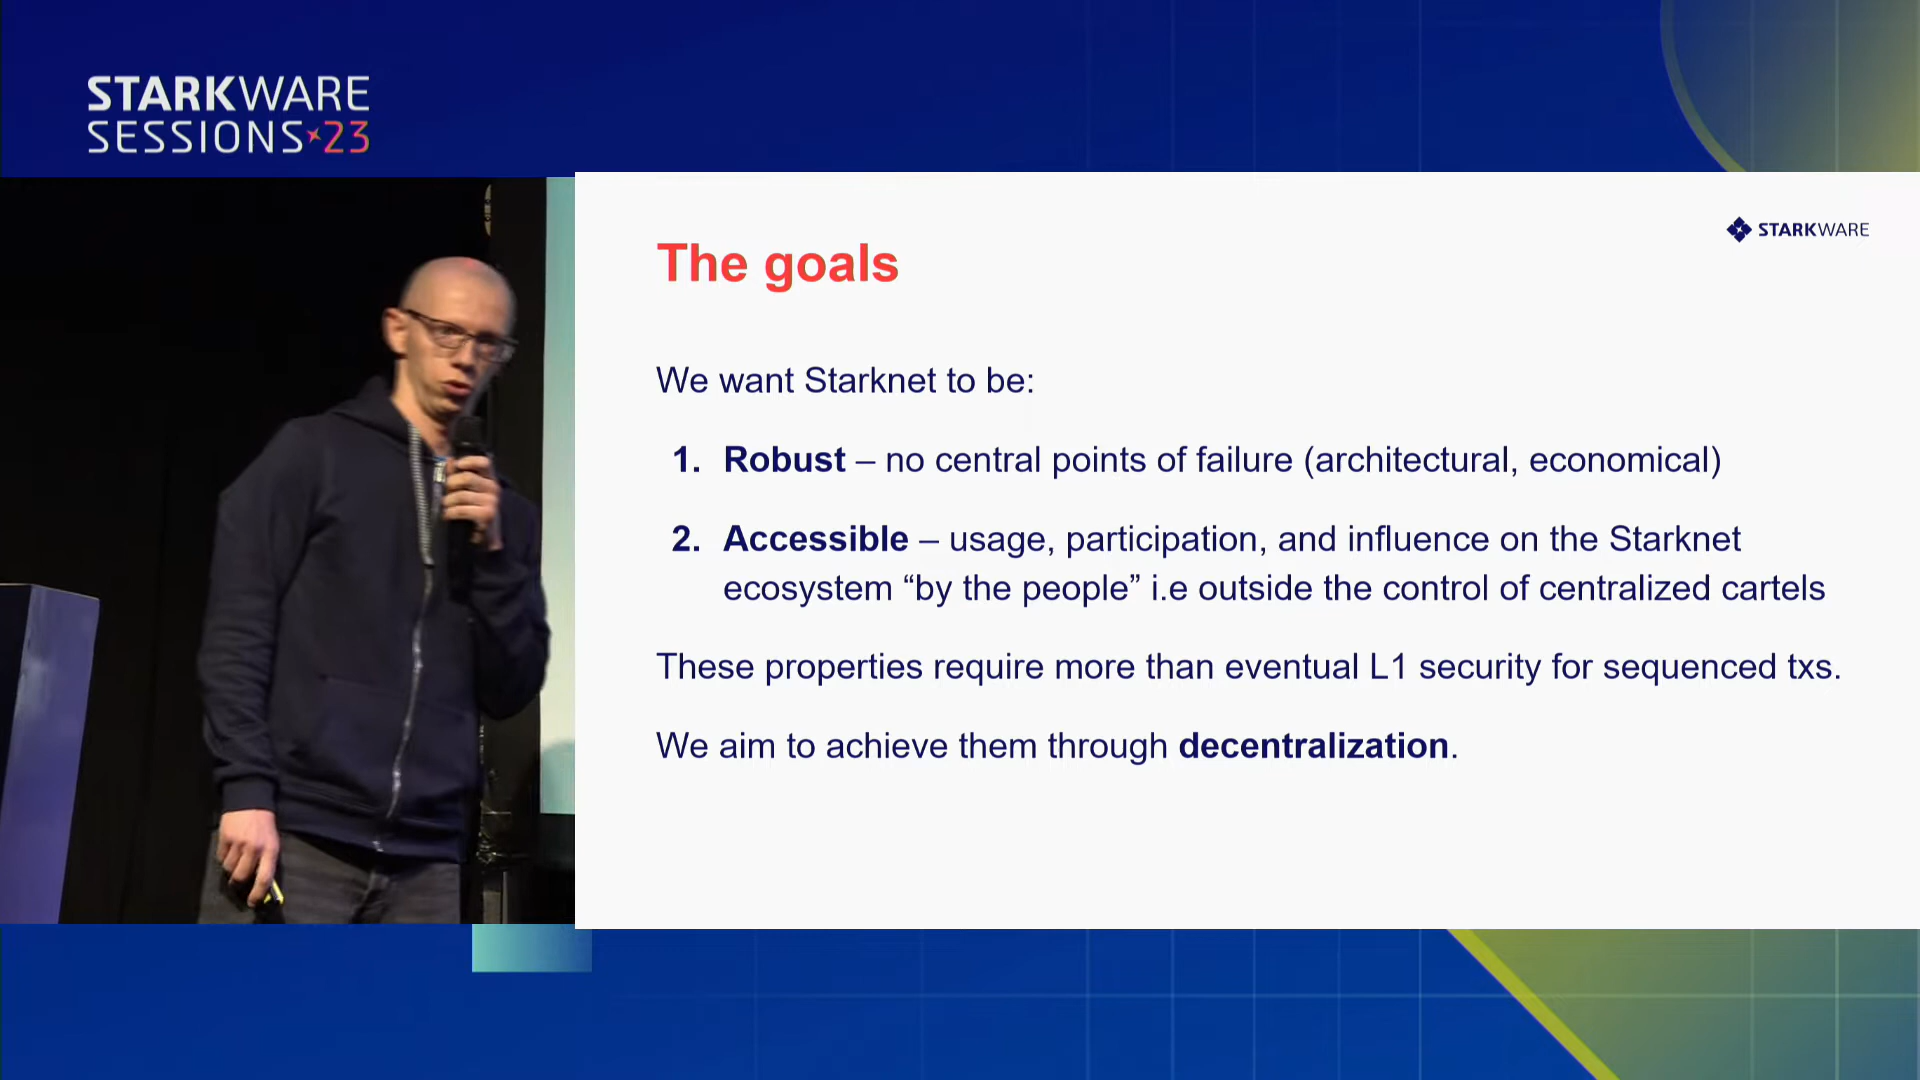 STARKWARE
SESSIONS 23
STARKWARE
The goals
We want Starknet to be:
1. Robust – no central points of failure (architectural, economical)
2. Accessible – usage, participation, and influence on the Starknet
ecosystem “by the people” i.e outside the control of centralized cartels
These properties require more than eventual L1 security for sequenced txs.
We aim to achieve them through decentralization.